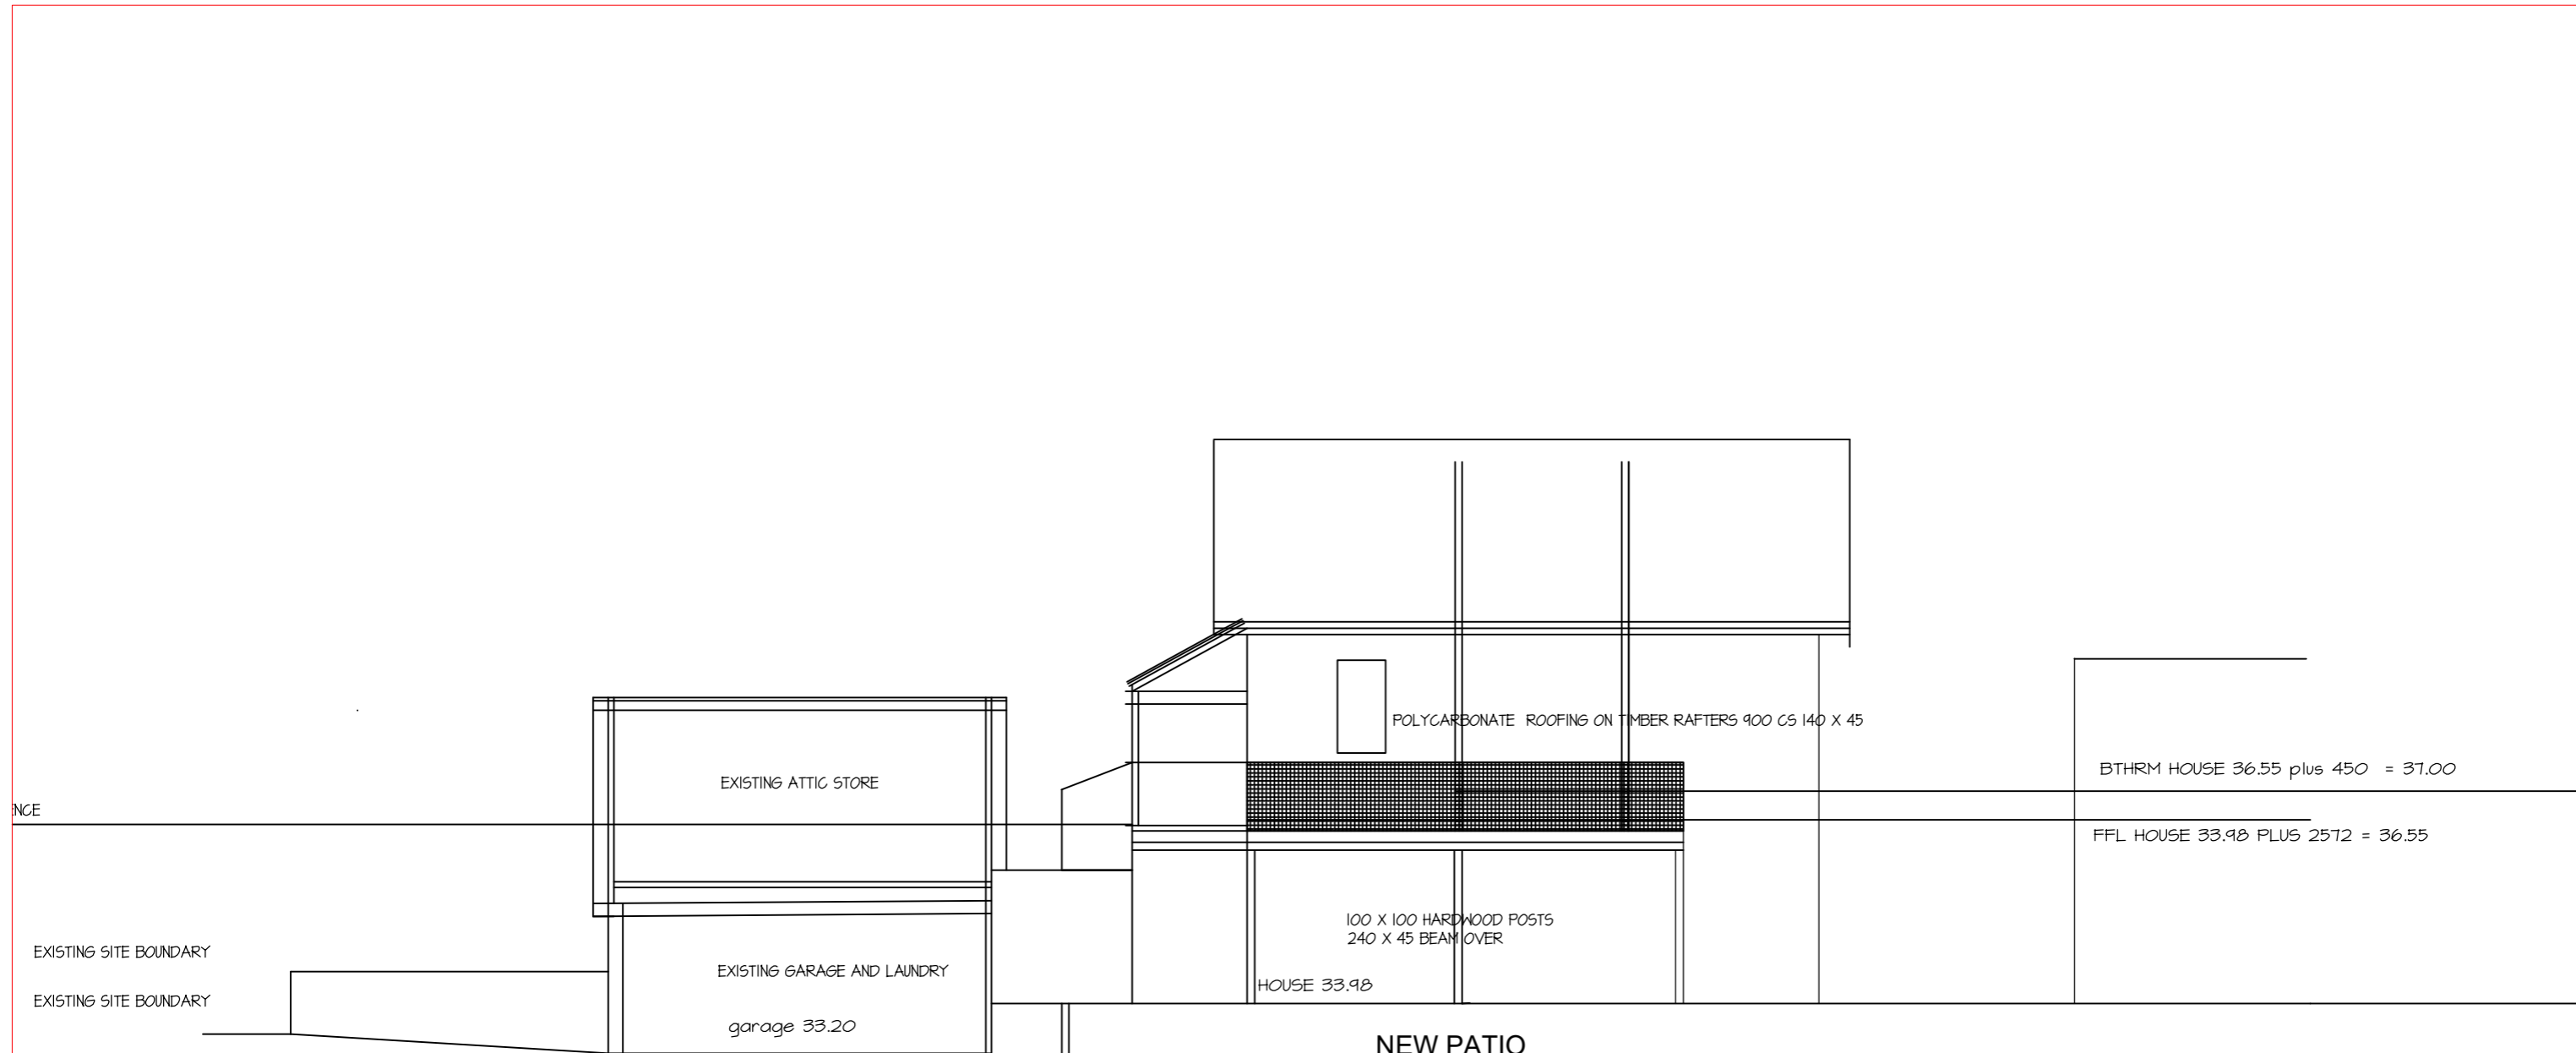 POLYCARBONATE ROOFING ON TIMBER RAFTERS 900 CS 140 X 45
BTHRM HOUSE 36.55 plus 450 = 37.00
EXISTING ATTIC STORE
ENCE
FFL HOUSE 33.98 PLUS 2572 = 36.55
100 X 100 HARDWOOD POSTS
240 X 45 BEAM OVER
EXISTING SITE BOUNDARY
EXISTING GARAGE AND LAUNDRY
HOUSE 33.98
EXISTING SITE BOUNDARY
garage 33.20
NEW PATIO